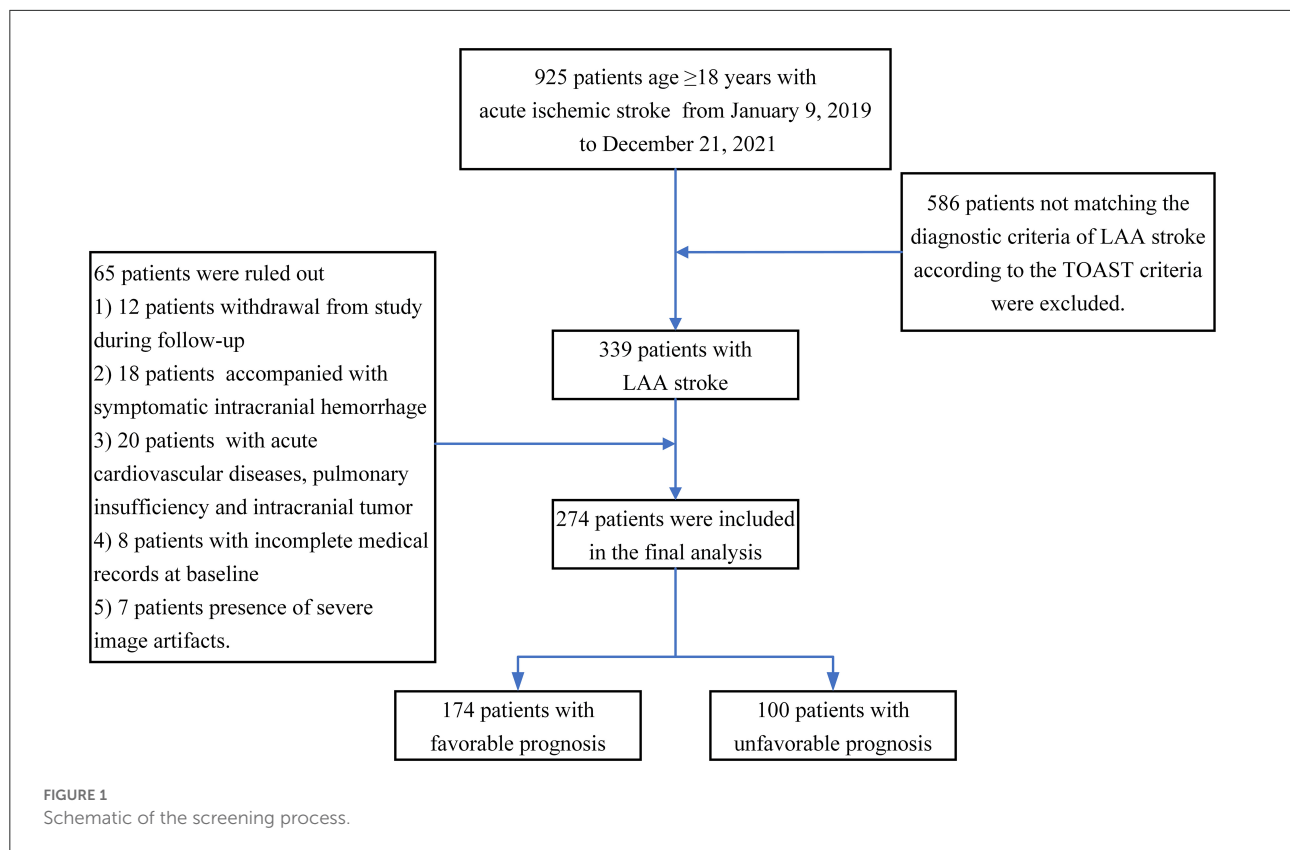 925 patients age ≥18 years with
acute ischemic stroke from January 9, 2019
to December 21, 2021
586 patients not matching the
diagnostic criteria of LAA stroke
according to the TOAST criteria
were excluded.
65 patients were ruled out
1) 12 patients withdrawal from study
during follow-up
2) 18 patients accompanied with
symptomatic intracranial hemorrhage
3) 20 patients with acute
cardiovascular diseases, pulmonary
insufficiency and intracranial tumor
4) 8 patients with incomplete medical
records at baseline
5) 7 patients presence of severe
image artifacts.
339 patients with
LAA stroke
274 patients were included
in the final analysis
174 patients with
favorable prognosis
100 patients with
unfavorable prognosis
FIGURE 1
Schematic of the screening process.